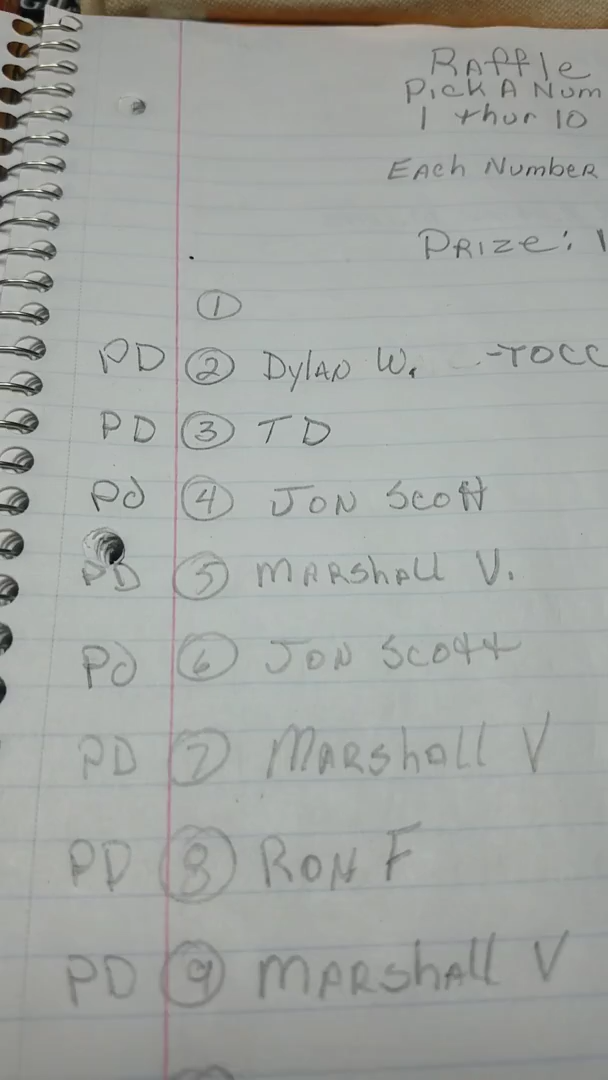 Raffle
Pick A Num
1 thur 10
Each Number
Prize: 1
1
PD 2 Dylan W. -TOCC
PD 3 TD
Pd 4 Jon Scott
PD 5 Marshall V.
Pd 6 Jon Scott
PD 7 Marshall V
PD 8 Ron F
PD 9 Marshall V